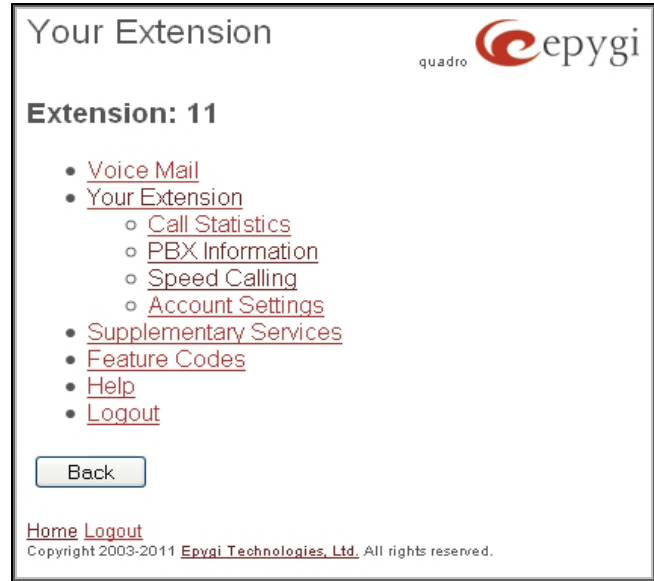 Your Extension
quadro epygi
Extension: 11
Voice Mail
Your Extension
Call Statistics
PBX Information
Speed Calling
Account Settings
Supplementary Services
Feature Codes
Help
Logout
Back
Home Logout
Copyright 2003-2011 Epygi Technologies, Ltd. All rights reserved.